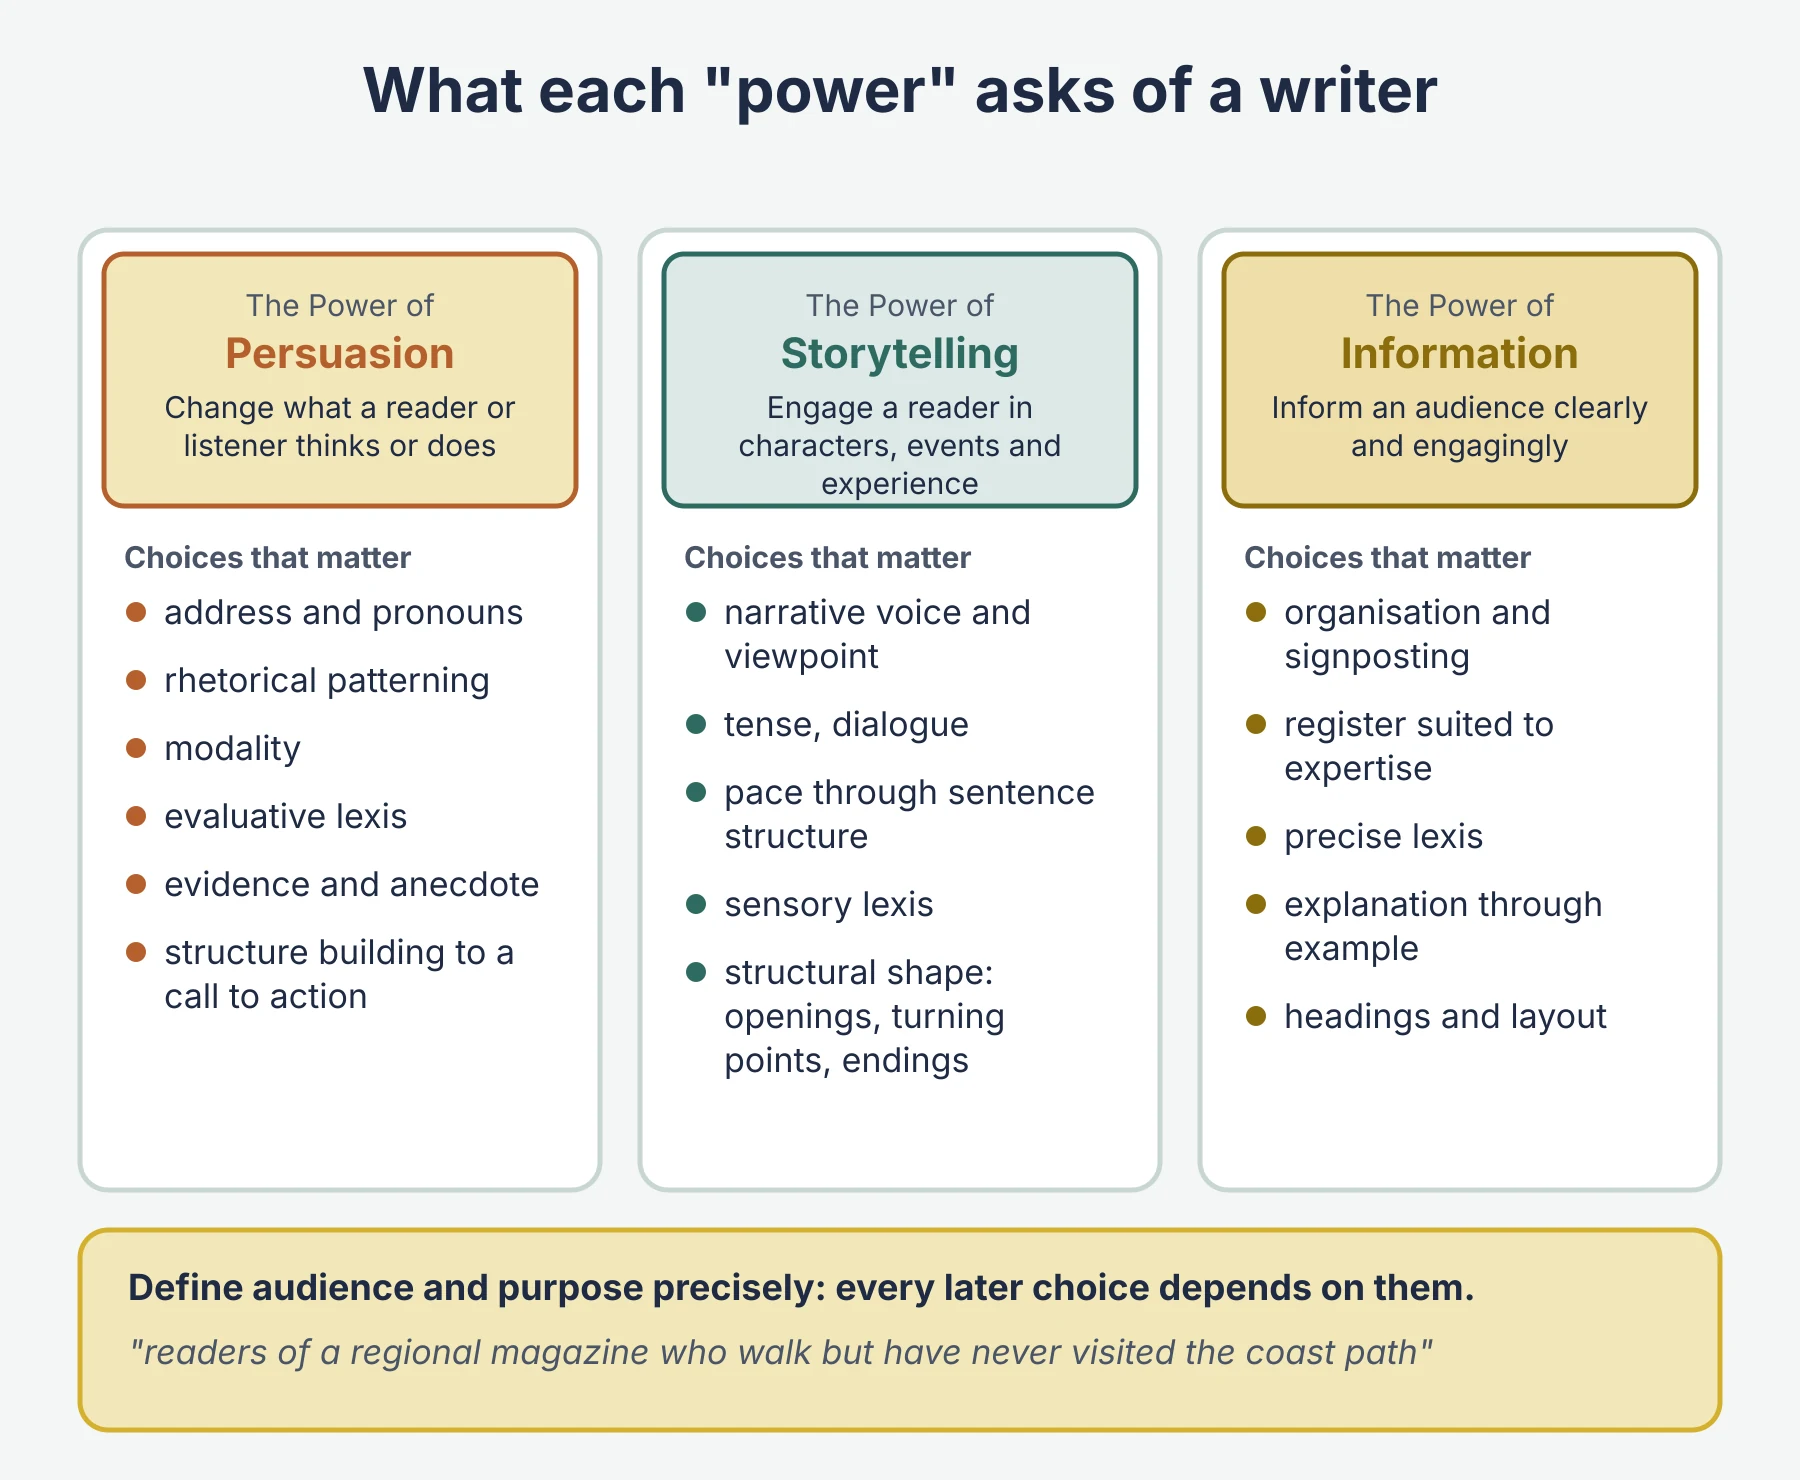 What each "power" asks of a writer
The Power of
Persuasion
Change what a reader or
listener thinks or does
Choices that matter
address and pronouns
rhetorical patterning
modality
evaluative lexis
evidence and anecdote
structure building to a
call to action
The Power of
Storytelling
Engage a reader in
characters, events and
experience
Choices that matter
narrative voice and
viewpoint
tense, dialogue
pace through sentence
structure
sensory lexis
structural shape:
openings, turning
points, endings
The Power of
Information
Inform an audience clearly
and engagingly
Choices that matter
organisation and
signposting
register suited to
expertise
precise lexis
explanation through
example
headings and layout
Define audience and purpose precisely: every later choice depends on them.
"readers of a regional magazine who walk but have never visited the coast path"